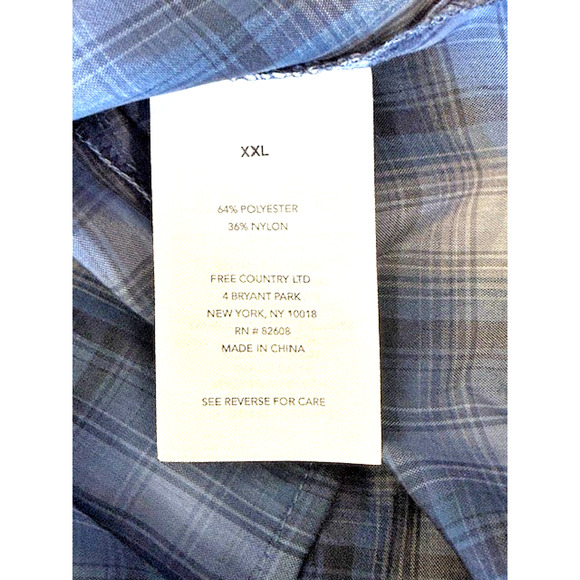 XXL
64% POLYESTER
36% NYLON
FREE COUNTRY LTD
4 BRYANT PARK
NEW YORK, NY 10018
RN # 82608
MADE IN CHINA
SEE REVERSE FOR CARE